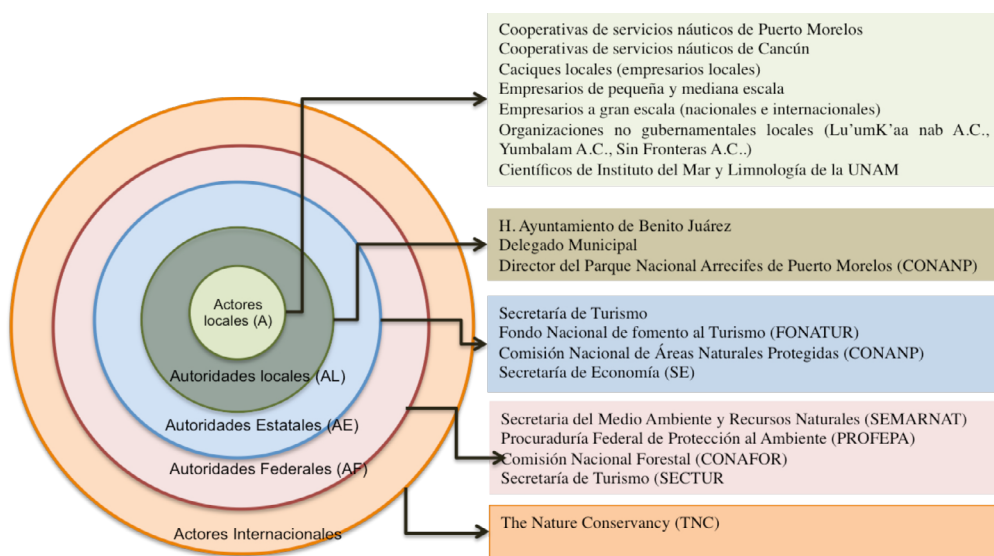 Cooperativas de servicios náuticos de Puerto Morelos
Cooperativas de servicios náuticos de Cancún
Caciques locales (empresarios locales)
Empresarios de pequeña y mediana escala
Empresarios a gran escala (nacionales e internacionales)
Organizaciones no gubernamentales locales (Lu'umK'aa nab A.C.,
Yumbalam A.C., Sin Fronteras A.C..)
Científicos de Instituto del Mar y Limnología de la UNAM
H. Ayuntamiento de Benito Juárez
Delegado Municipal
Director del Parque Nacional Arrecifes de Puerto Morelos (CONANP)
Secretaría de Turismo
Fondo Nacional de fomento al Turismo (FONATUR)
Comisión Nacional de Áreas Naturales Protegidas (CONANP)
Secretaría de Economía (SE)
Secretaria del Medio Ambiente y Recursos Naturales (SEMARNAT)
Procuraduría Federal de Protección al Ambiente (PROFEPA)
Comisión Nacional Forestal (CONAFOR)
Secretaría de Turismo (SECTUR
The Nature Conservancy (TNC)
Actores
locales (A)
Autoridades locales (AL)
Autoridades Estatales (AE)
Autoridades Federales (AF)
Actores Internacionales